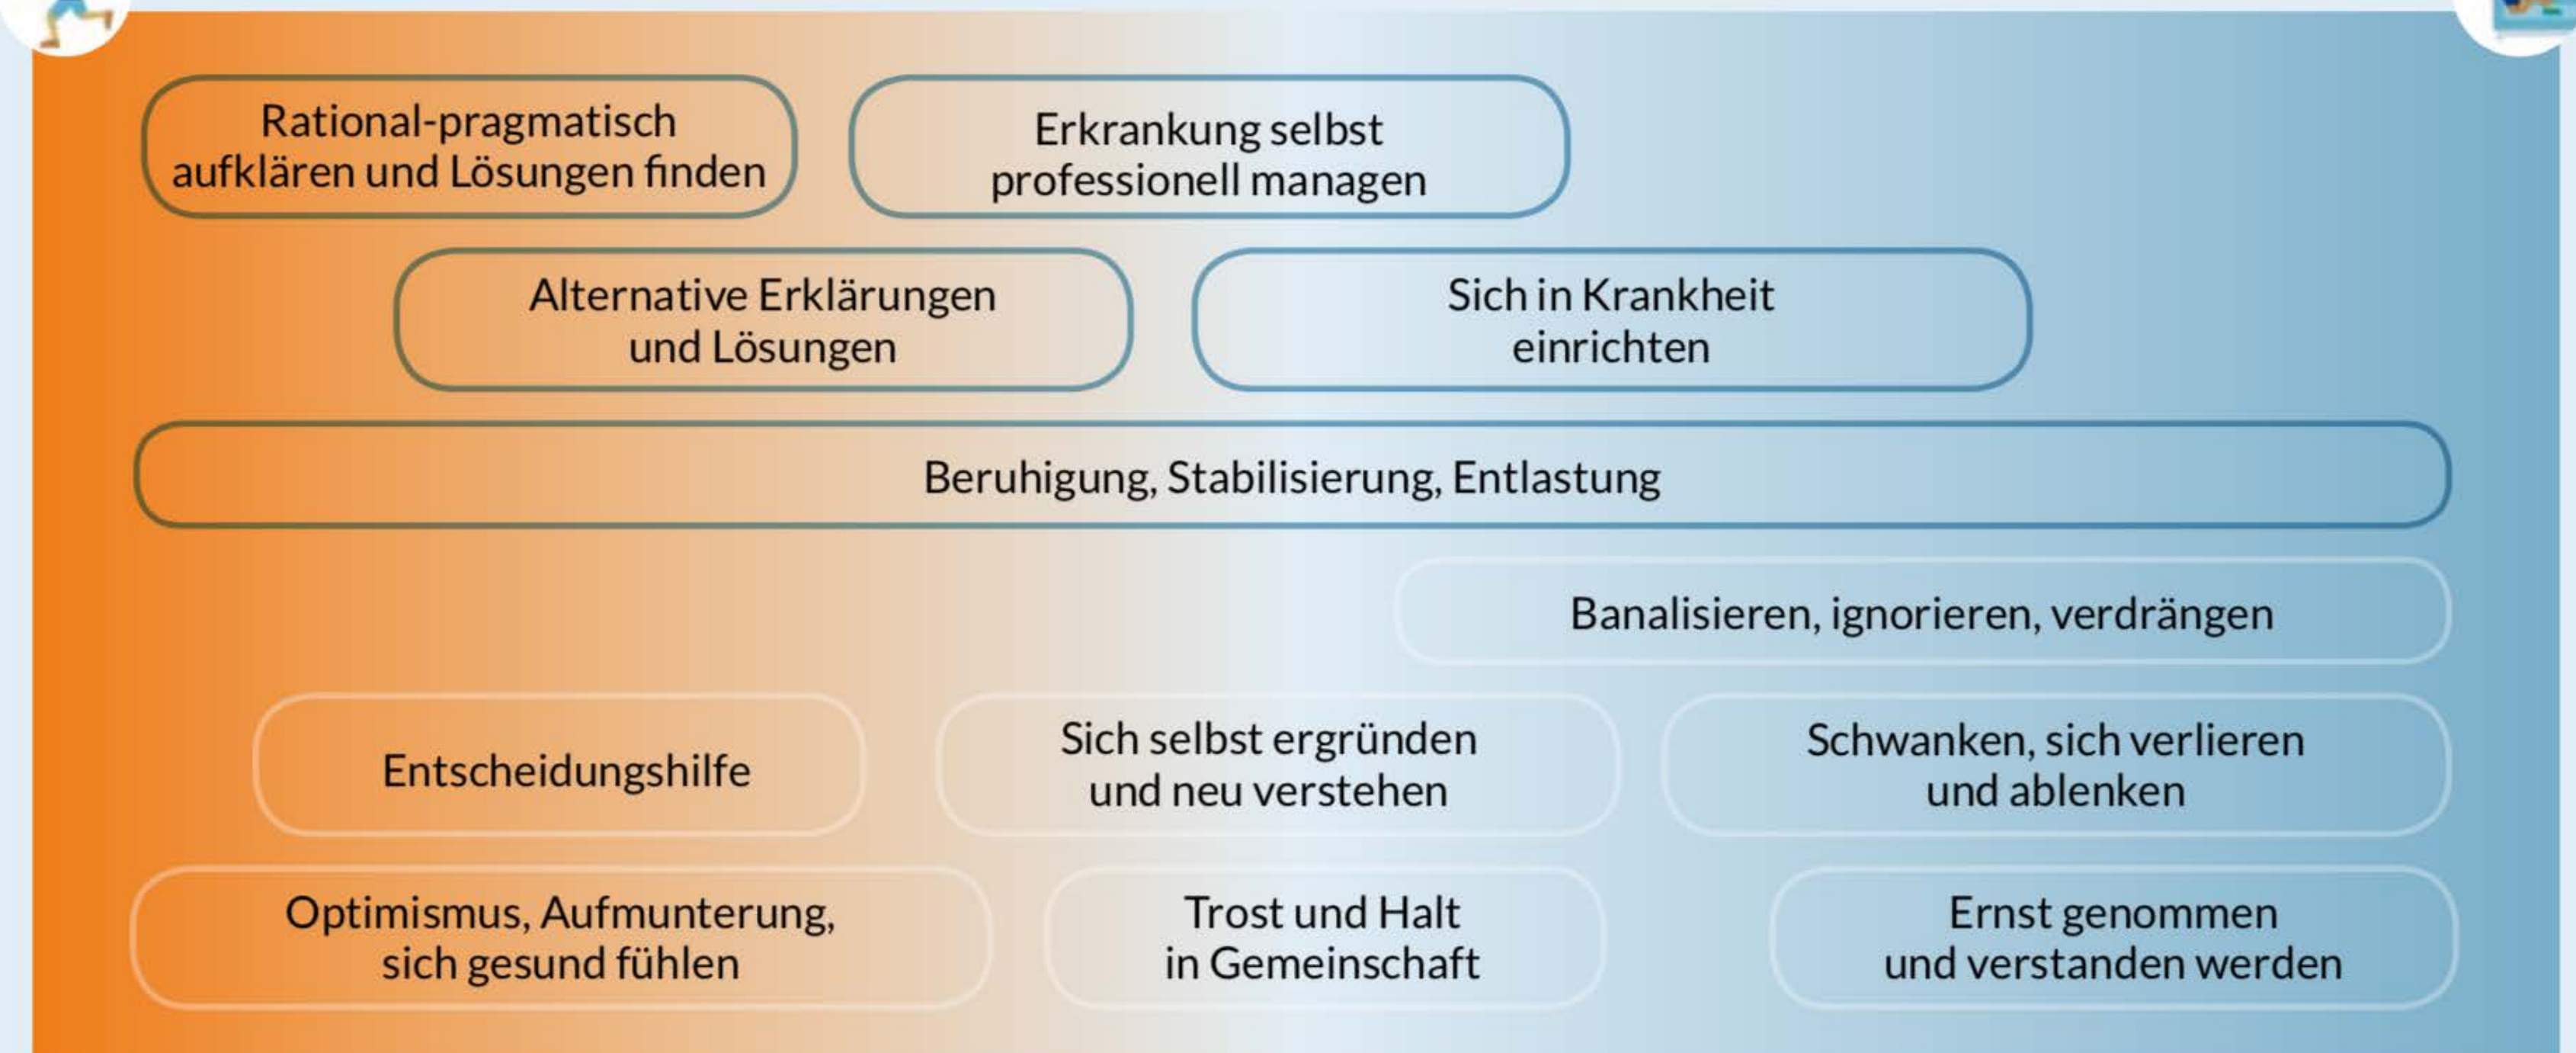 Rational-pragmatisch
aufklären und Lösungen finden
Erkrankung selbst
professionell managen
Alternative Erklärungen
und Lösungen
Sich in Krankheit
einrichten
Beruhigung, Stabilisierung, Entlastung
Banalisieren, ignorieren, verdrängen
Entscheidungshilfe
Sich selbst ergründen
und neu verstehen
Schwanken, sich verlieren
und ablenken
Optimismus, Aufmunterung,
sich gesund fühlen
Trost und Halt
in Gemeinschaft
Ernst genommen
und verstanden werden